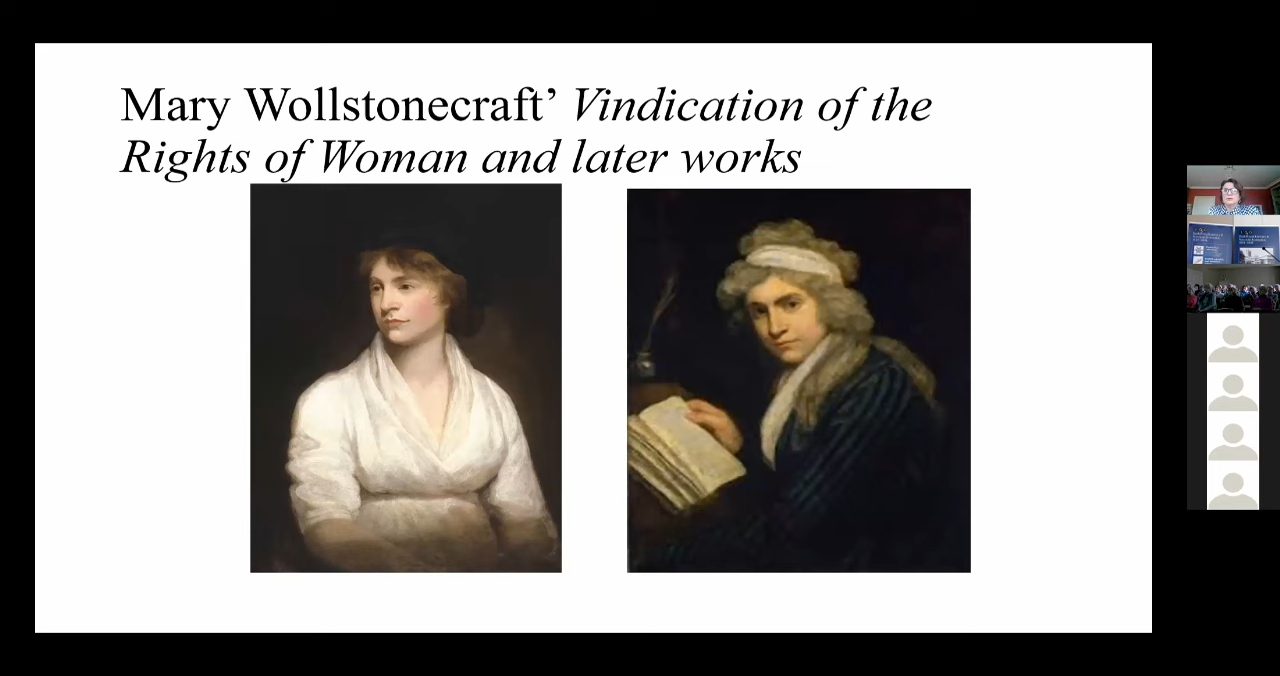 Mary Wollstonecraft’ Vindication of the
Rights of Woman and later works